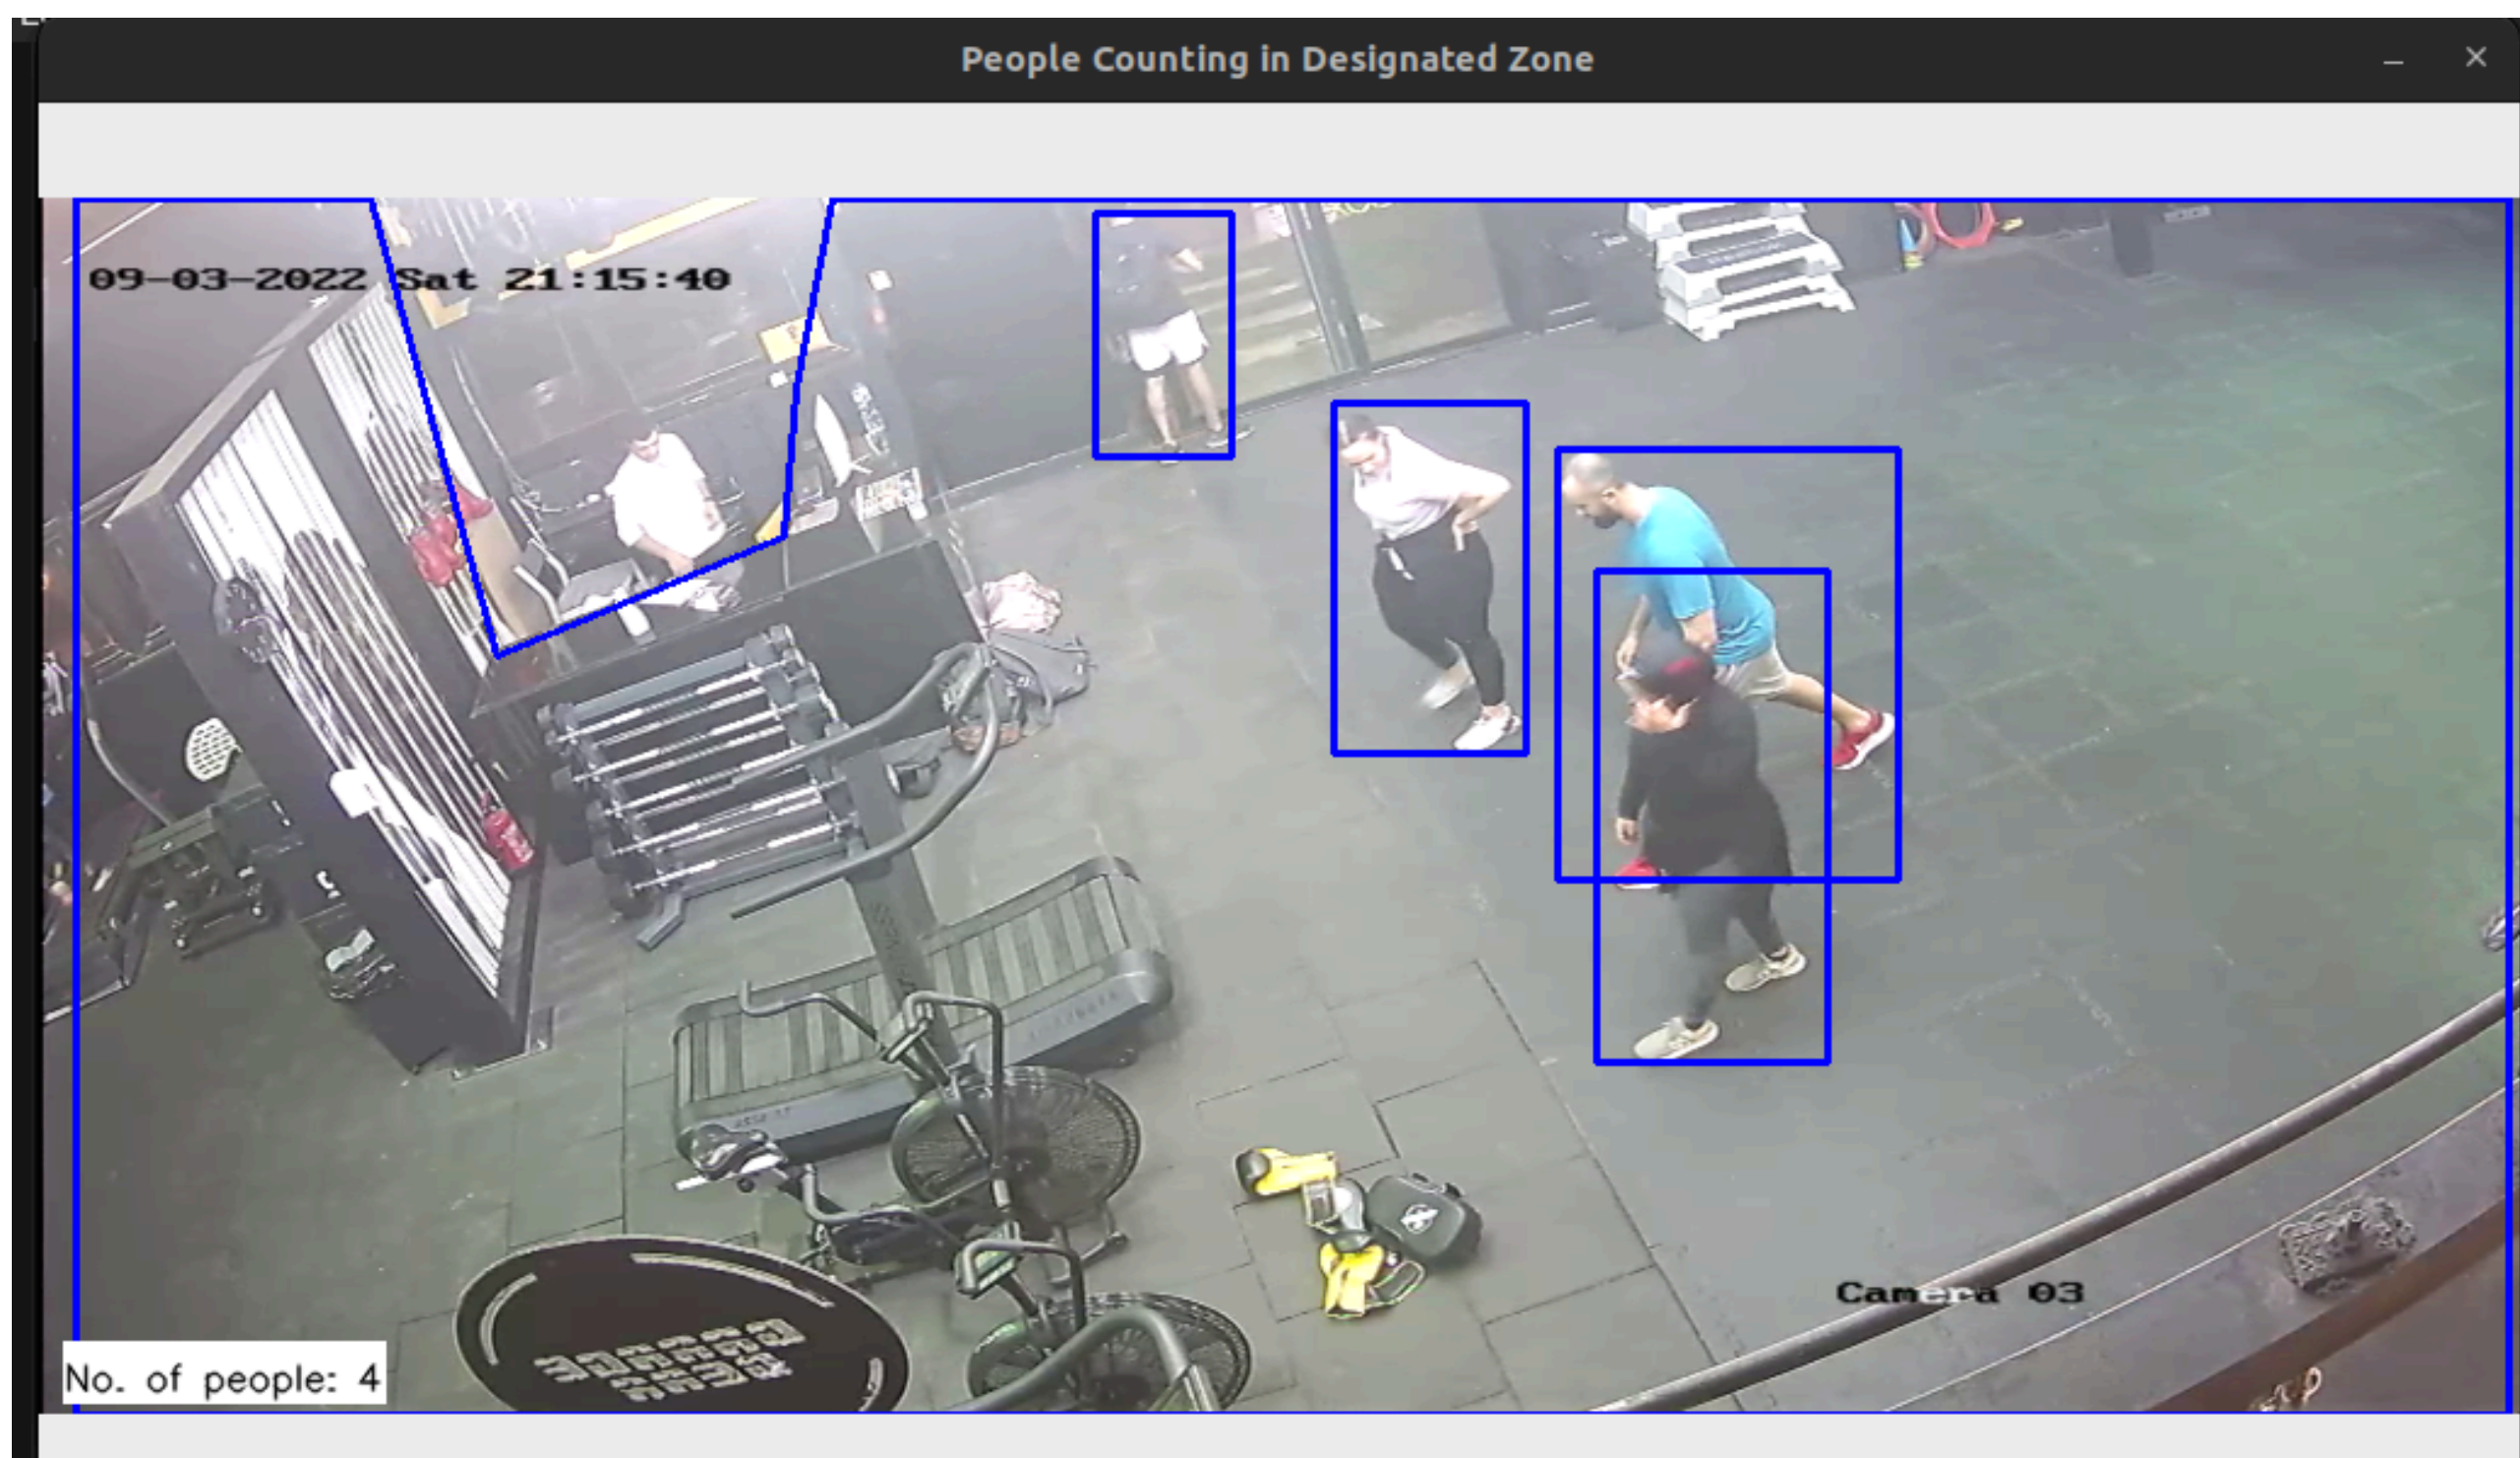 People Counting in Designated Zone
09-03-2022 Sat 21:15:40
Camera 03
No. of people: 4